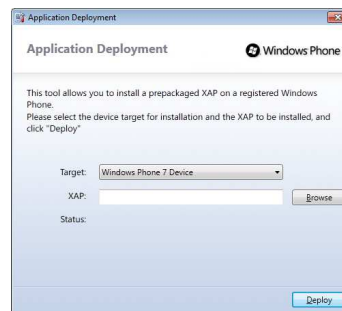 Application Deployment
Application Deployment
Windows Phone
This tool allows you to install a prepackaged XAP on a registered Windows
Phone.
Please select the device target for installation and the XAP to be installed, and
click "Deploy"
Target: Windows Phone 7 Device
XAP: Browse
Status:
Deploy